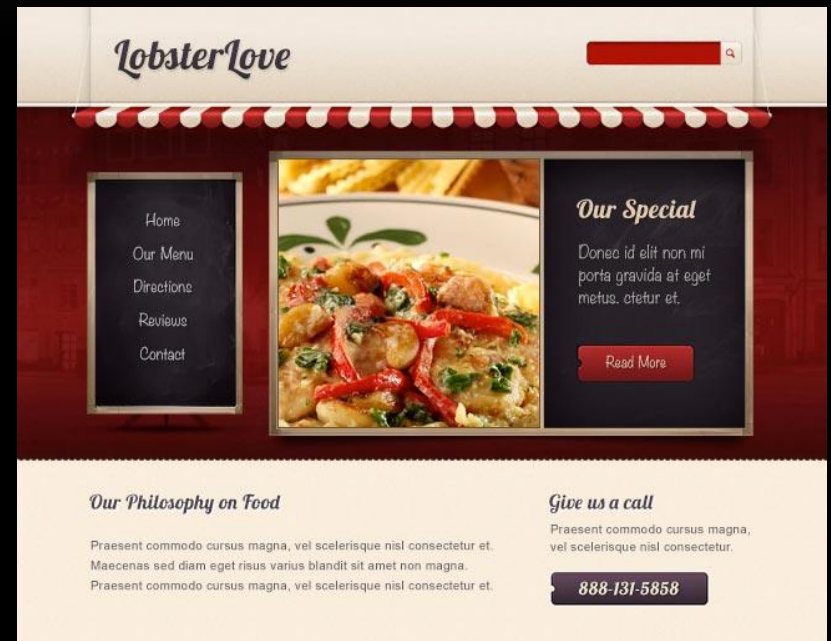 LobsterLove
Home
Our Menu
Directions
Reviews
Contact
Our Special
Donec id elit non mi
porta gravida at eget
metus. ctetur et.
Read More
Our Philosophy on Food
Praesent commodo cursus magna, vel scelerisque nisl consectetur et.
Maecenas sed diam eget risus varius blandit sit amet non magna.
Praesent commodo cursus magna, vel scelerisque nisl consectetur et.
Give us a call
Praesent commodo cursus magna,
vel scelerisque nisl consectetur.
888-131-5858